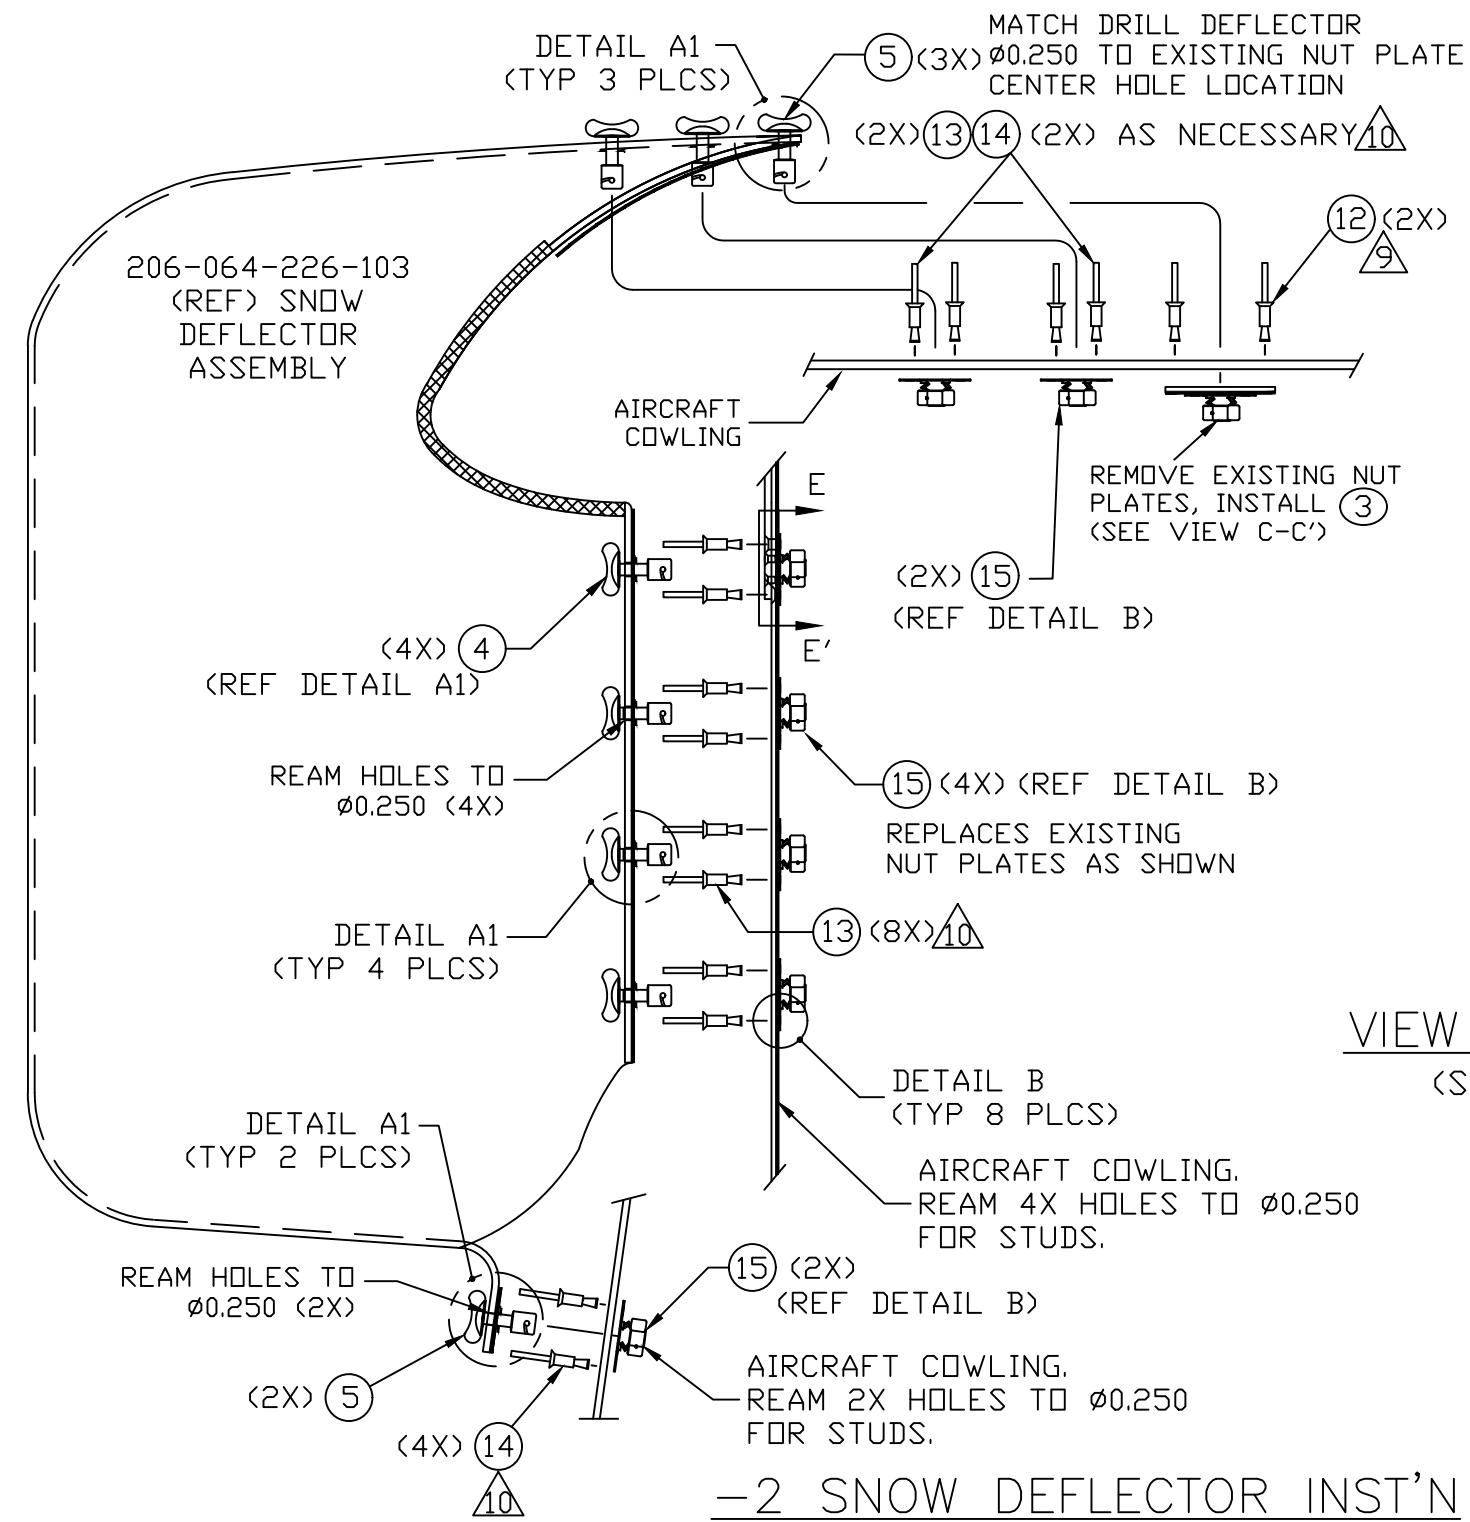 DETAIL A1
(TYP 3 PLCS)
5 (3X)
MATCH DRILL DEFLECTOR
Ø0.250 TO EXISTING NUT PLATE
CENTER HOLE LOCATION
(2X) 13 14 (2X) AS NECESSARY 10
12 (2X)
9
206-064-226-103
(REF) SNOW
DEFLECTOR
ASSEMBLY
AIRCRAFT
COWLING
REMOVE EXISTING NUT
PLATES, INSTALL 3
(SEE VIEW C-C')
E
(2X) 15
(REF DETAIL B)
E'
(4X) 4
(REF DETAIL A1)
REAM HOLES TO
Ø0.250 (4X)
15 (4X) (REF DETAIL B)
REPLACES EXISTING
NUT PLATES AS SHOWN
13 (8X) 10
DETAIL A1
(TYP 4 PLCS)
VIEW
(S
DETAIL B
(TYP 8 PLCS)
DETAIL A1
(TYP 2 PLCS)
AIRCRAFT COWLING.
REAM 4X HOLES TO Ø0.250
FOR STUDS.
REAM HOLES TO
Ø0.250 (2X)
15 (2X)
(REF DETAIL B)
(2X) 5
AIRCRAFT COWLING.
REAM 2X HOLES TO Ø0.250
FOR STUDS.
(4X) 14
10
-2 SNOW DEFLECTOR INST'N